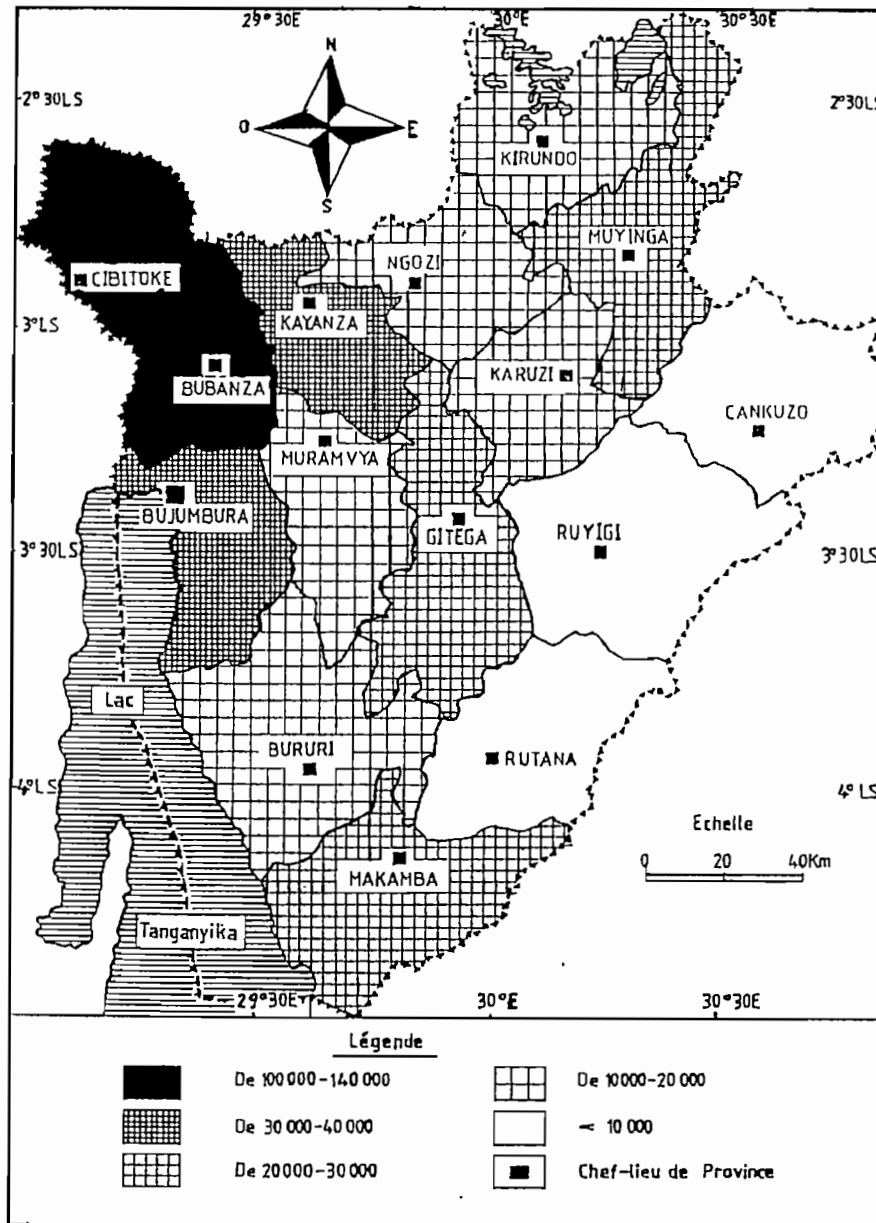 29°30E 30°E 30°30E
N
2°30LS 2°30LS
O E
S
KIRUNDO
MUYINGA
NGOZI
CIBITOKE
KAYANZA
3°LS
KARUZI
BUBANZA
CANKUZO
MURAMVYA
BUJUMBURA
GITEGA
RUYIGI
3°30LS 3°30LS
Lac
BURURI
RUTANA
4°LS 4°LS
Echelle
MAKAMBA
0 20 40Km
Tanganyika
29°30E 30°E 30°30E
Légende
De 100 000-140 000 De 10000-20 000
De 30 000-40 000 < 10 000
De 20000-30 000 Chef-lieu de Province